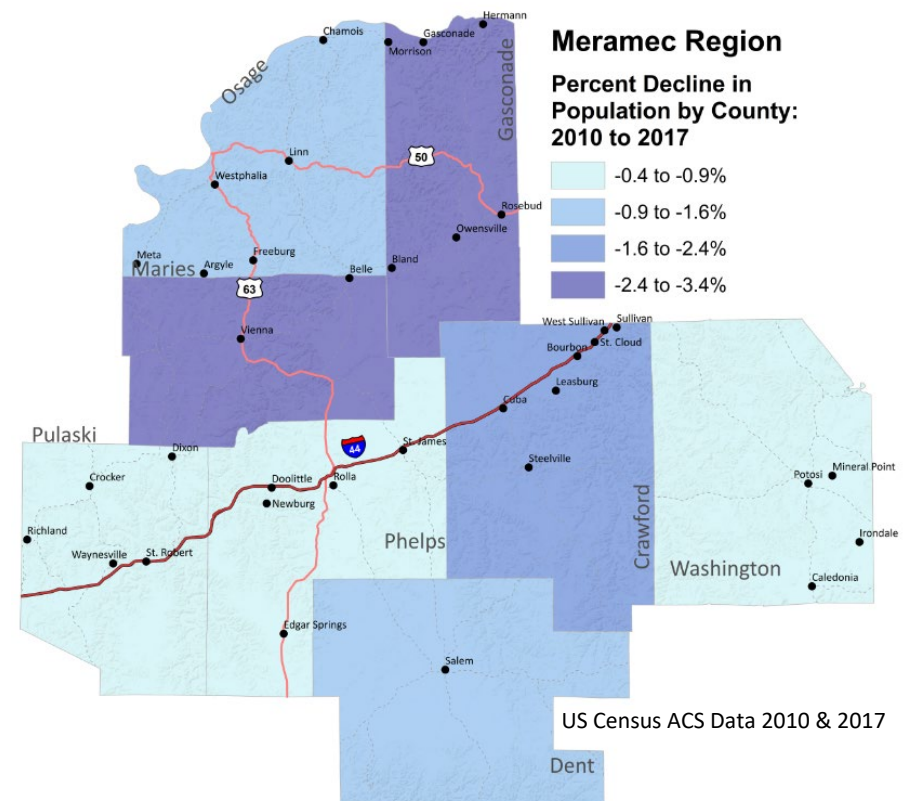 Hermann
Chamois
Gasconade
Morrison
Meramec Region
Percent Decline in
Population by County:
2010 to 2017
-0.4 to -0.9%
-0.9 to -1.6%
-1.6 to -2.4%
-2.4 to -3.4%
Osage
Gasconade
Linn
50
Westphalia
Rosebud
Owensville
Meta
Maries
Argyle
Freeburg
Belle
Bland
63
Vienna
West Sullivan
Sullivan
Bourbon
St. Cloud
Leasburg
Cuba
Pulaski
Dixon
44
St. James
Steelville
Crocker
Doolittle
Rolla
Newburg
Potosi
Mineral Point
Richland
Phelps
Crawford
Irondale
Waynesville
St. Robert
Washington
Caledonia
Edgar Springs
Salem
US Census ACS Data 2010 & 2017
Dent